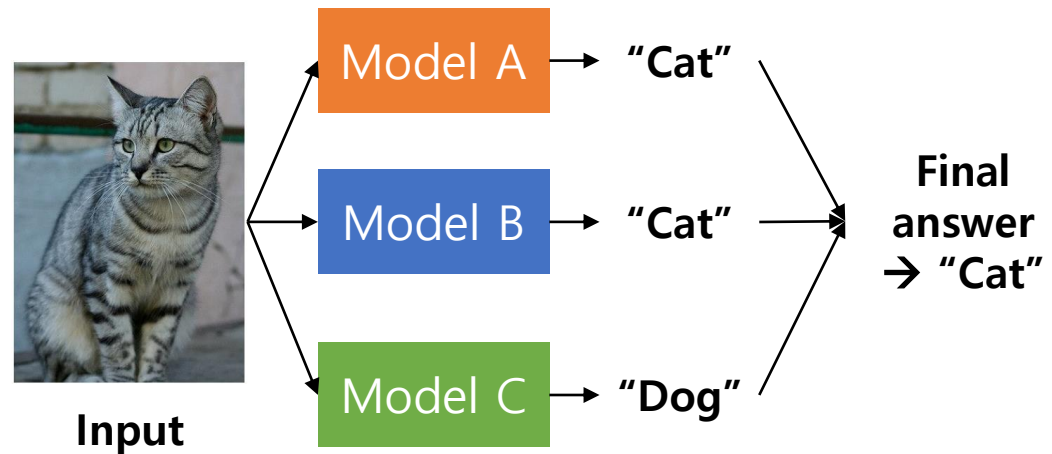 Model A
“Cat”
Model B
“Cat”
Model C
“Dog”
Input
Final
answer
→ “Cat”